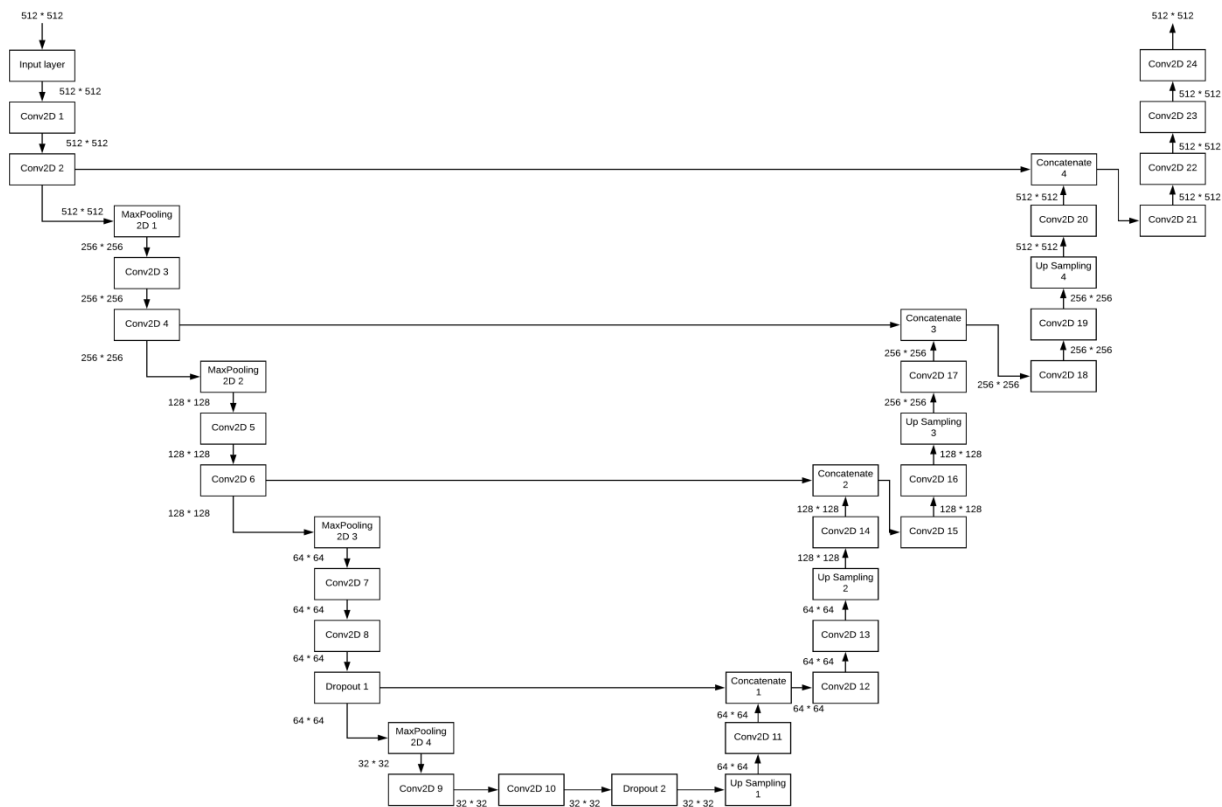 512 * 512
Input layer
512 * 512
Conv2D 1
512 * 512
Conv2D 2
512 * 512
MaxPooling
2D 1
256 * 256
Conv2D 3
256 * 256
Conv2D 4
256 * 256
MaxPooling
2D 2
128 * 128
Conv2D 5
128 * 128
Conv2D 6
128 * 128
MaxPooling
2D 3
64 * 64
Conv2D 7
64 * 64
Conv2D 8
64 * 64
Dropout 1
64 * 64
MaxPooling
2D 4
32 * 32
Conv2D 9
32 * 32
Conv2D 10
32 * 32
Dropout 2
32 * 32
Up Sampling
1
64 * 64
Conv2D 11
64 * 64
Concatenate
1
64 * 64
Conv2D 12
64 * 64
Conv2D 13
64 * 64
Up Sampling
2
128 * 128
Conv2D 14
128 * 128
Concatenate
2
Conv2D 15
128 * 128
Conv2D 16
128 * 128
Up Sampling
3
256 * 256
Conv2D 17
256 * 256
Concatenate
3
256 * 256
Conv2D 18
256 * 256
Conv2D 19
256 * 256
Up Sampling
4
512 * 512
Conv2D 20
512 * 512
Concatenate
4
Conv2D 21
512 * 512
Conv2D 22
512 * 512
Conv2D 23
512 * 512
Conv2D 24
512 * 512